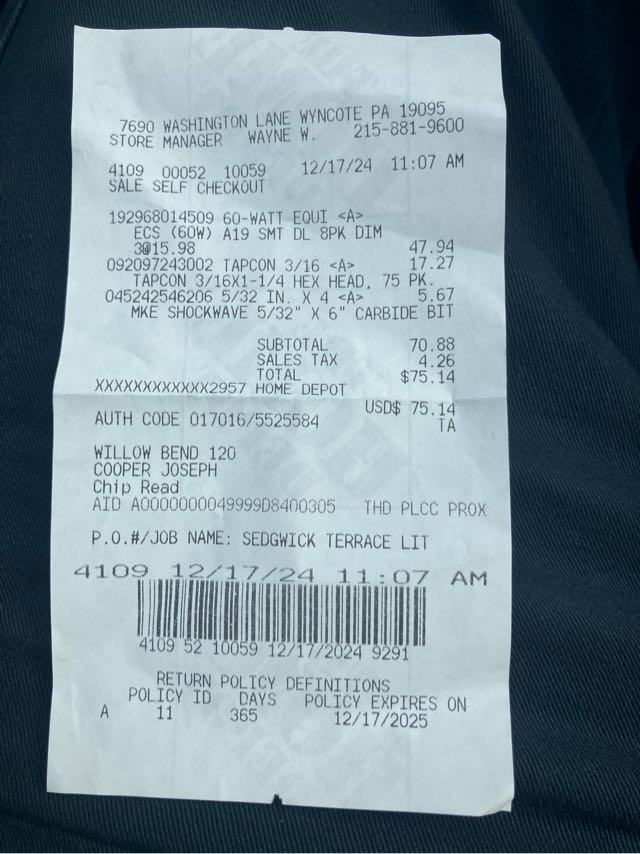 7690 WASHINGTON LANE WYNCOTE PA 19095
STORE MANAGER WAYNE W. 215-881-9600
4109 00052 10059 12/17/24 11:07 AM
SALE SELF CHECKOUT
192968014509 60-WATT EQUI <A>
ECS (60W) A19 SMT DL 8PK DIM
3@15.98 47.94
092097243002 TAPCON 3/16 <A> 17.27
TAPCON 3/16X1-1/4 HEX HEAD, 75 PK.
045242546206 5/32 IN. X 4 <A> 5.67
MKE SHOCKWAVE 5/32" X 6" CARBIDE BIT
SUBTOTAL 70.88
SALES TAX 4.26
TOTAL $75.14
XXXXXXXXXXXX2957 HOME DEPOT
USD$ 75.14
AUTH CODE 017016/5525584 TA
WILLOW BEND 120
COOPER JOSEPH
Chip Read
AID A0000000049999D8400305 THD PLCC PROX
P.O.#/JOB NAME: SEDGWICK TERRACE LIT
4109 12/17/24 11:07 AM
4109 52 10059 12/17/2024 9291
RETURN POLICY DEFINITIONS
POLICY ID DAYS POLICY EXPIRES ON
A 11 365 12/17/2025